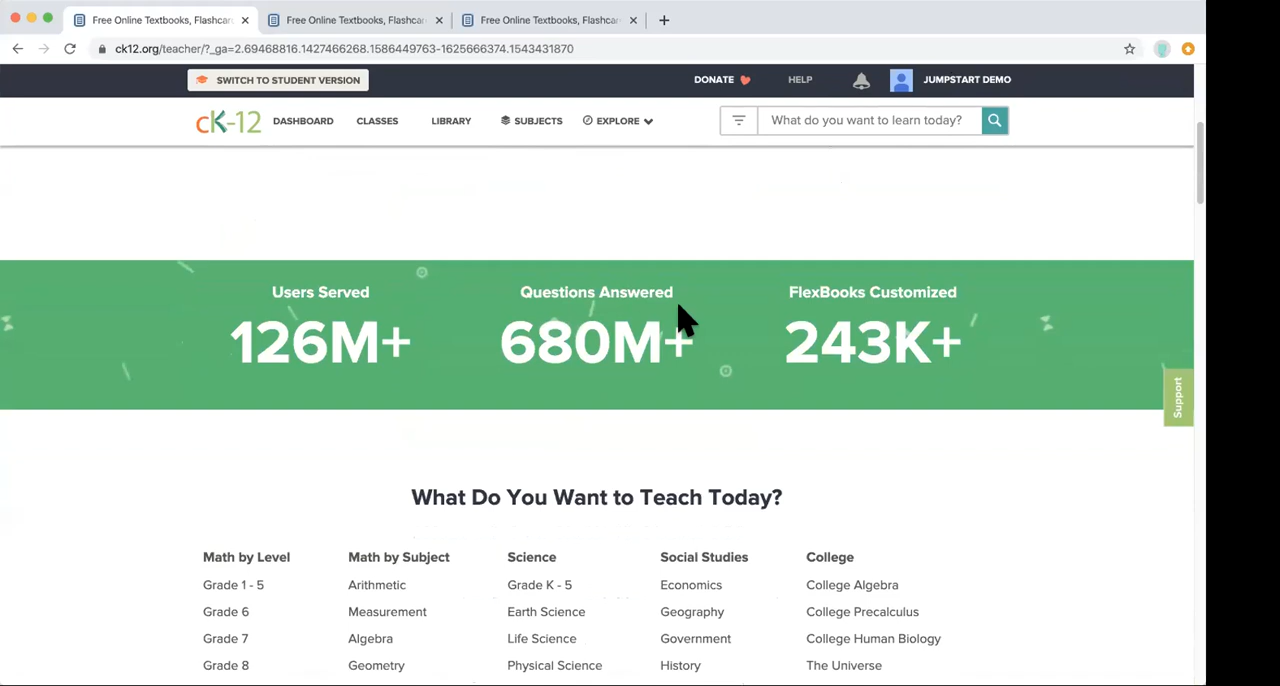 Free Online Textbooks, Flashcar
Free Online Textbooks, Flashcar
Free Online Textbooks, Flashcar
ck12.org/teacher/?_ga=2.69468816.1427466268.1586449763-1625666374.1543431870
SWITCH TO STUDENT VERSION
DONATE
HELP
JUMPSTART DEMO
cK-12
DASHBOARD
CLASSES
LIBRARY
SUBJECTS
EXPLORE
What do you want to learn today?
Users Served
Questions Answered
FlexBooks Customized
126M+
680M+
243K+
Support
What Do You Want to Teach Today?
Math by Level
Math by Subject
Science
Social Studies
College
Grade 1 - 5
Arithmetic
Grade K - 5
Economics
College Algebra
Grade 6
Measurement
Earth Science
Geography
College Precalculus
Grade 7
Algebra
Life Science
Government
College Human Biology
Grade 8
Geometry
Physical Science
History
The Universe